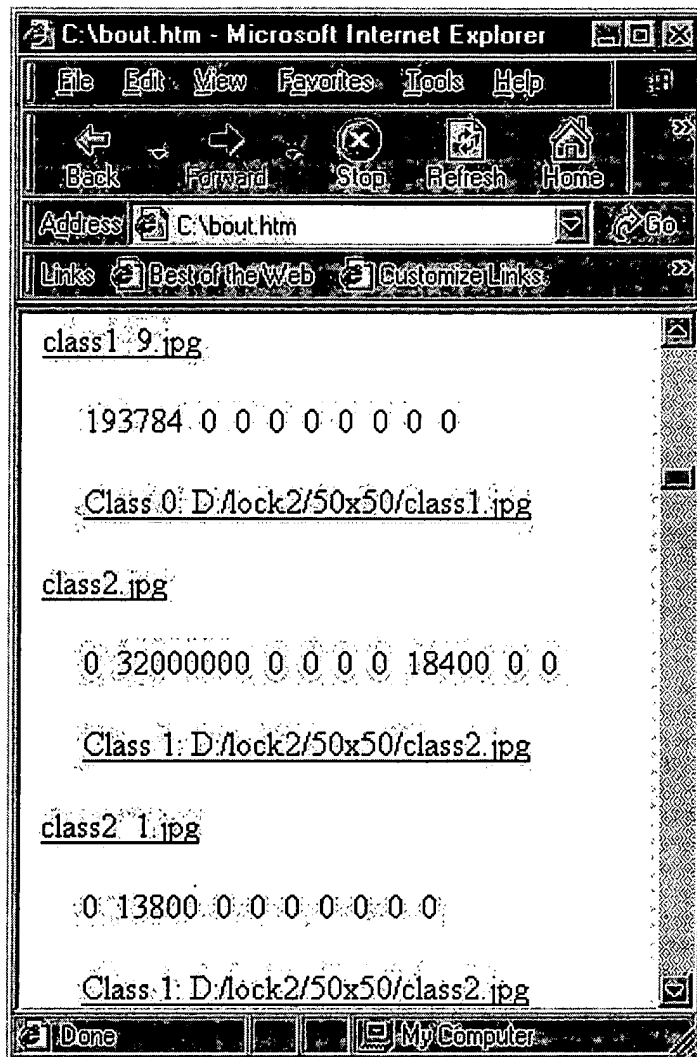 C:\bout.htm - Microsoft Internet Explorer
File Edit View Favorites Tools Help
Back Forward Stop Refresh Home
Address C:\bout.htm Go
Links Best of the Web Customize Links
class1 9.jpg
193784 0 0 0 0 0 0 0 0
Class 0: D:/lock2/50x50/class1.jpg
class2.jpg
0 32000000 0 0 0 0 18400 0 0
Class 1: D:/lock2/50x50/class2.jpg
class2 1.jpg
0 13800 0 0 0 0 0 0 0
Class 1: D:/lock2/50x50/class2.jpg
Done My Computer